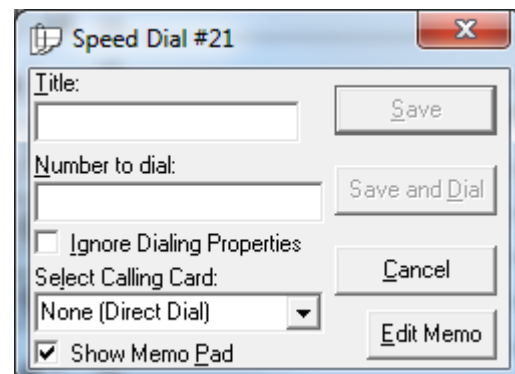 Speed Dial #21
Title:
Save
Number to dial:
Save and Dial
Ignore Dialing Properties
Select Calling Card:
Cancel
None (Direct Dial)
Edit Memo
Show Memo Pad